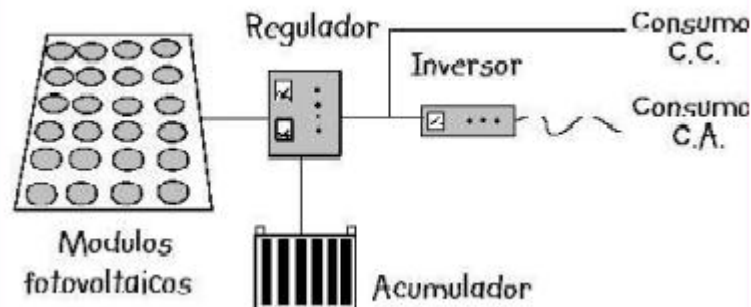 Regulador
Consumo
C.C.
Inversor
Consumo
C.A.
Modulos
fotovoltaicos
Acumulador